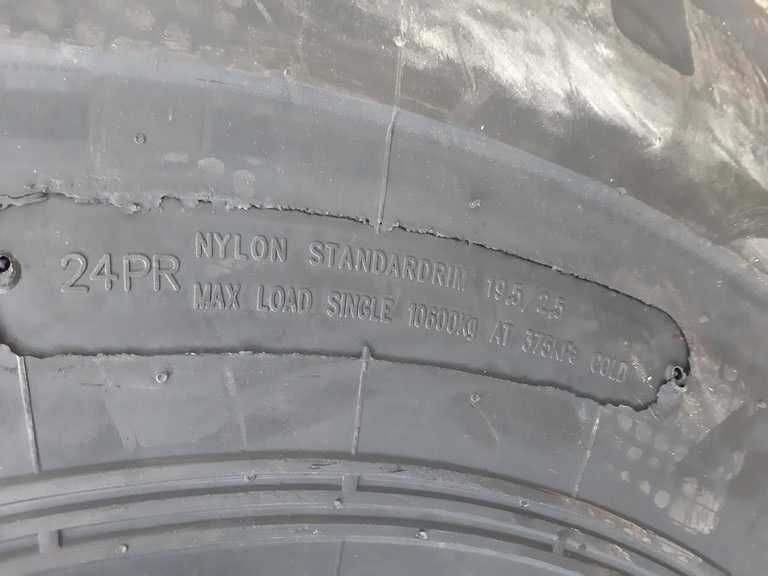 24PR
NYLON STANDARDRIM 19.5/2.5
MAX LOAD SINGLE 10600Kg AT 375KPa COLD